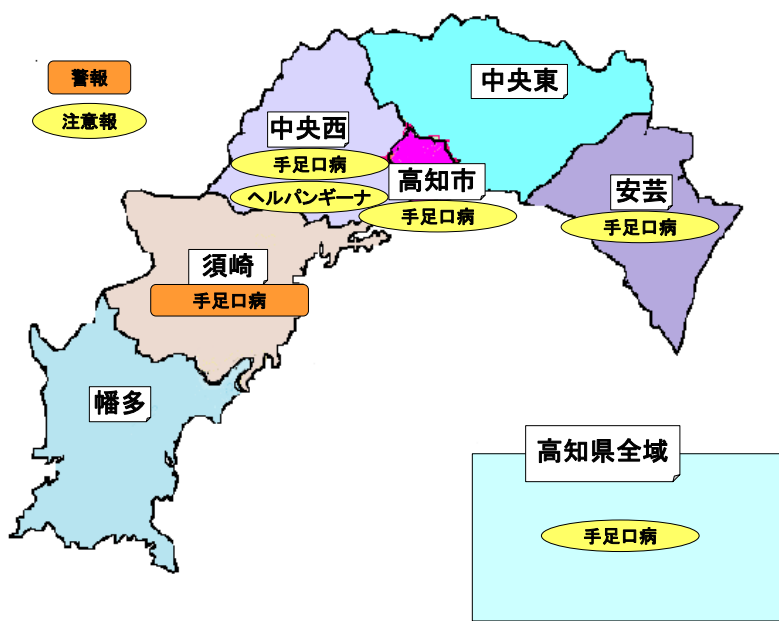 警報
注意報
中央東
中央西
手足口病
ヘルパンギーナ
高知市
手足口病
安芸
手足口病
須崎
手足口病
幡多
高知県全域
手足口病